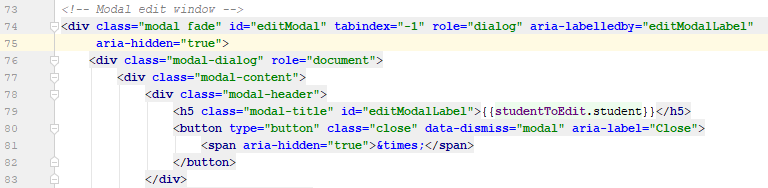 73 <!-- Modal edit window -->
74 <div class="modal fade" id="editModal" tabindex="-1" role="dialog" aria-labelledby="editModalLabel"
75 aria-hidden="true">
76 <div class="modal-dialog" role="document">
77 <div class="modal-content">
78 <div class="modal-header">
79 <h5 class="modal-title" id="editModalLabel">{{studentToEdit.student}}</h5>
80 <button type="button" class="close" data-dismiss="modal" aria-label="Close">
81 <span aria-hidden="true">&times;</span>
82 </button>
83 </div>